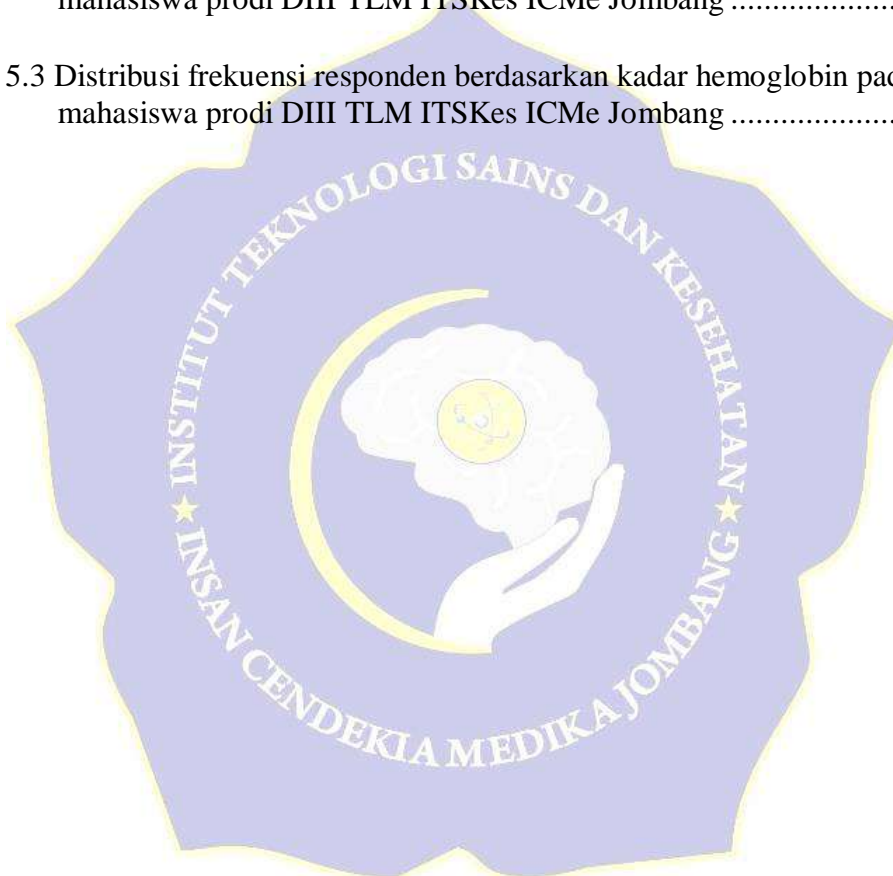 mahasiswa prodi DIII TLM ITSKes ICMe Jombang ....................
5.3 Distribusi frekuensi responden berdasarkan kadar hemoglobin
mahasiswa prodi DIII TLM ITSKes ICMe Jombang ....................
INSTITUT TEKNOLOGI SAINS DAN KESEHATAN
INSAN CENDEKIA MEDIKA JOMBANG